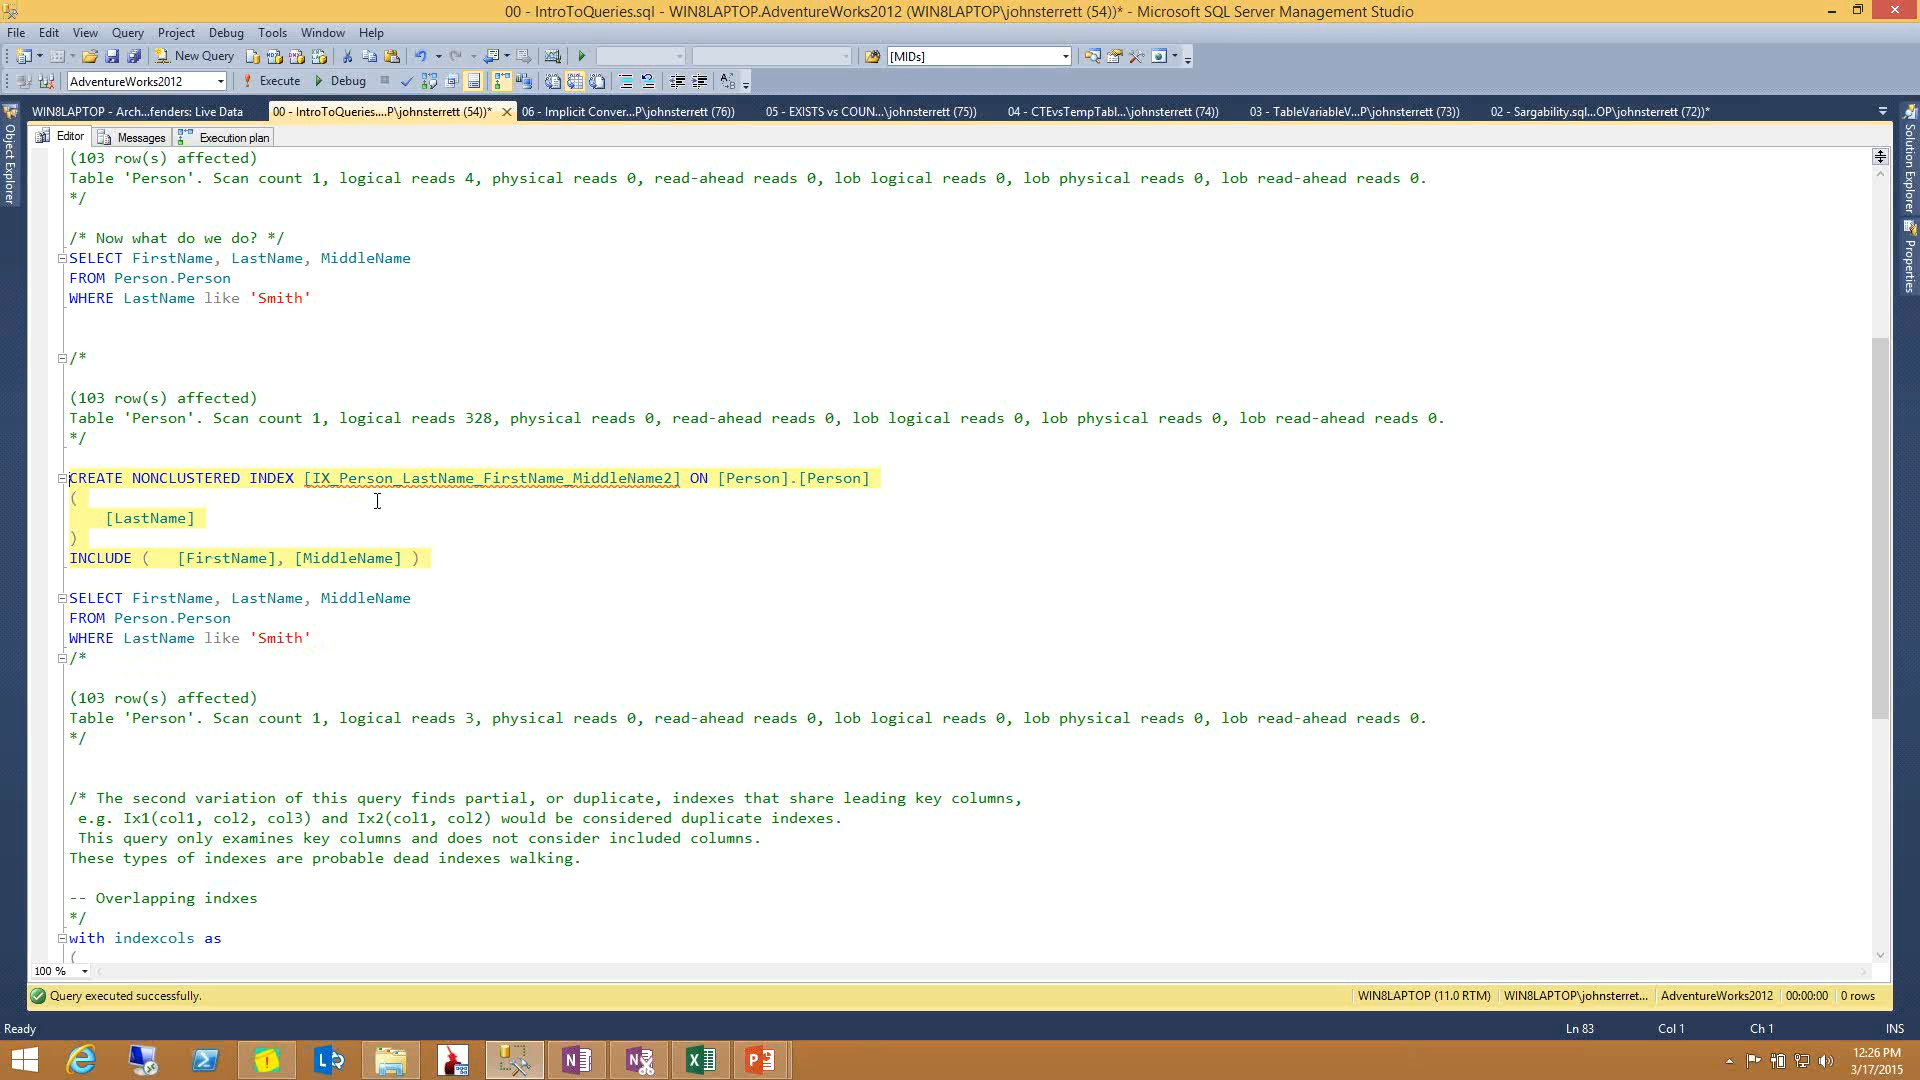 00 - IntroToQueries.sql - WIN8LAPTOP.AdventureWorks2012 (WIN8LAPTOP\johnsterrett (54))* - Microsoft SQL Server Management Studio
File Edit View Query Project Debug Tools Window Help
New Query [MIDs]
AdventureWorks2012 Execute Debug
WIN8LAPTOP - Arch...fenders: Live Data 00 - IntroToQueries....P\johnsterrett (54))* 06 - Implicit Conver...P\johnsterrett (76)) 05 - EXISTS vs COUN...\johnsterrett (75)) 04 - CTEvsTempTabl...\johnsterrett (74)) 03 - TableVariableV...P\johnsterrett (73)) 02 - Sargability.sql...OP\johnsterrett (72))*
Editor Messages Execution plan
Object Explorer
Solution Explorer
Properties
(103 row(s) affected)
Table 'Person'. Scan count 1, logical reads 4, physical reads 0, read-ahead reads 0, lob logical reads 0, lob physical reads 0, lob read-ahead reads 0.
*/
/* Now what do we do? */
SELECT FirstName, LastName, MiddleName
FROM Person.Person
WHERE LastName like 'Smith'
/*
(103 row(s) affected)
Table 'Person'. Scan count 1, logical reads 328, physical reads 0, read-ahead reads 0, lob logical reads 0, lob physical reads 0, lob read-ahead reads 0.
*/
CREATE NONCLUSTERED INDEX [IX_Person_LastName_FirstName_MiddleName2] ON [Person].[Person]
(
[LastName]
)
INCLUDE ( [FirstName], [MiddleName] )
SELECT FirstName, LastName, MiddleName
FROM Person.Person
WHERE LastName like 'Smith'
/*
(103 row(s) affected)
Table 'Person'. Scan count 1, logical reads 3, physical reads 0, read-ahead reads 0, lob logical reads 0, lob physical reads 0, lob read-ahead reads 0.
*/
/* The second variation of this query finds partial, or duplicate, indexes that share leading key columns,
e.g. Ix1(col1, col2, col3) and Ix2(col1, col2) would be considered duplicate indexes.
This query only examines key columns and does not consider included columns.
These types of indexes are probable dead indexes walking.
-- Overlapping indxes
*/
with indexcols as
(
100 %
Query executed successfully. WIN8LAPTOP (11.0 RTM) WIN8LAPTOP\johnsterret... AdventureWorks2012 00:00:00 0 rows
Ready Ln 83 Col 1 Ch 1 INS
12:26 PM
3/17/2015